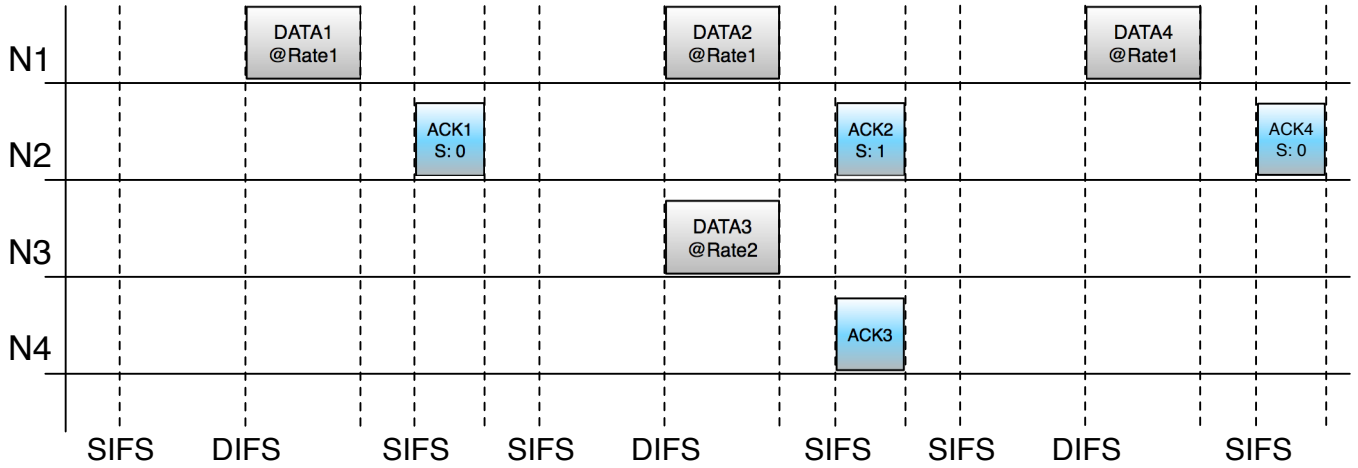 N1
DATA1
@Rate1
DATA2
@Rate1
DATA4
@Rate1
N2
ACK1
S: 0
ACK2
S: 1
ACK4
S: 0
N3
DATA3
@Rate2
N4
ACK3
SIFS DIFS SIFS SIFS DIFS SIFS SIFS DIFS SIFS